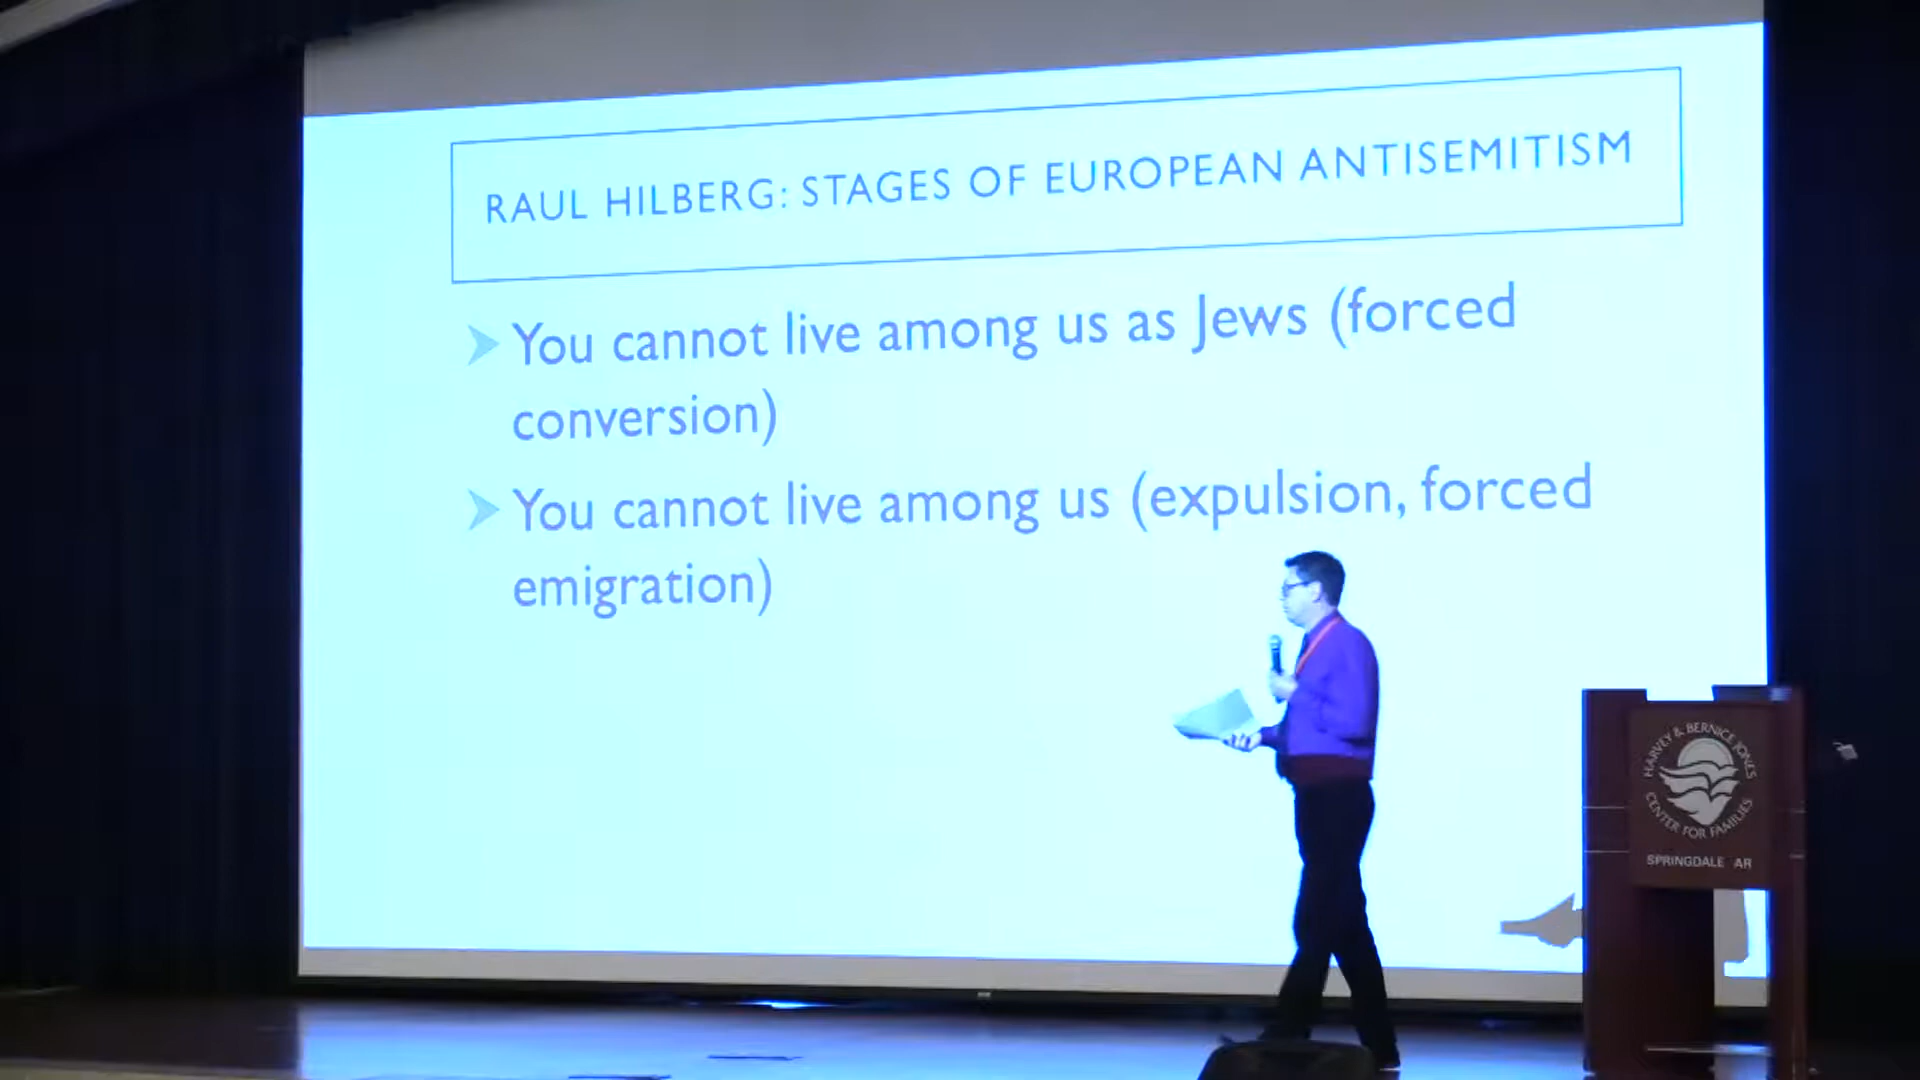 RAUL HILBERG: STAGES OF EUROPEAN ANTISEMITISM
You cannot live among us as Jews (forced
conversion)
You cannot live among us (expulsion, forced
emigration)
HARVEY & BERNICE JONES
CENTER FOR FAMILIES
SPRINGDALE AR